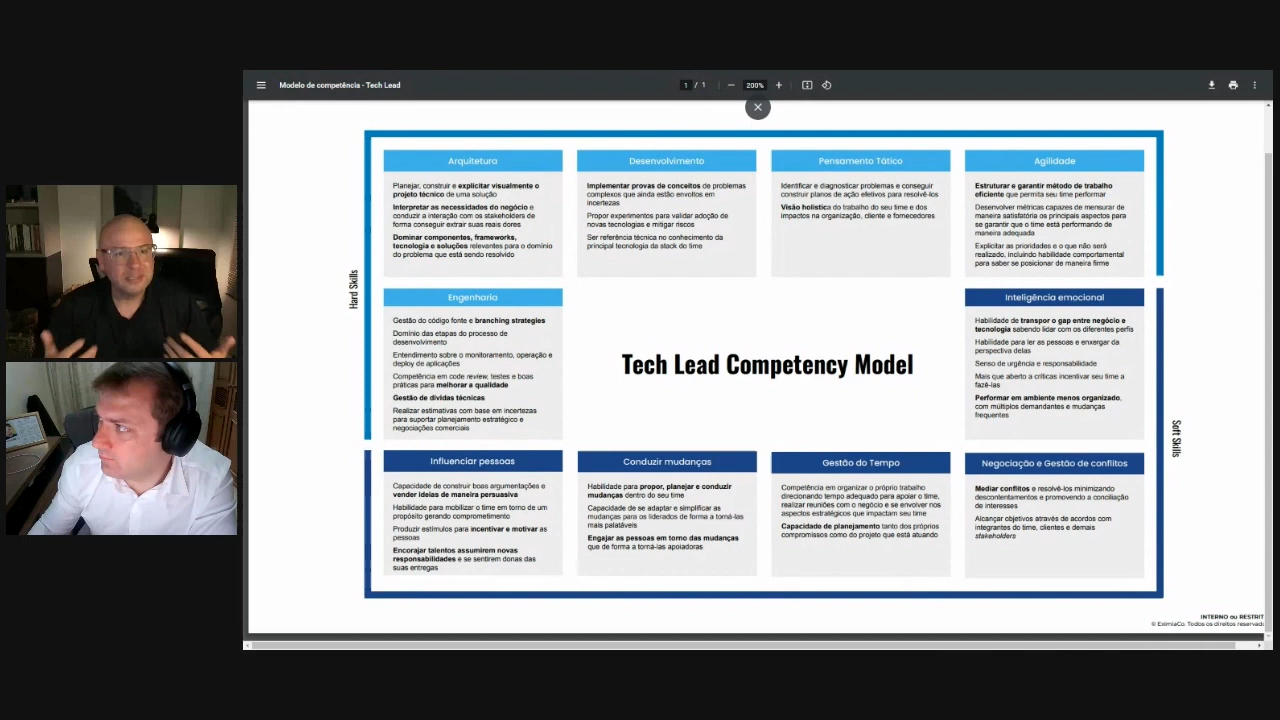 Modelo de competência - Tech Lead
1 / 1
200%
Arquitetura
Planejar, construir e explicitar visualmente o
projeto técnico de uma solução
Interpretar as necessidades do negócio e
conduzir a interação com os stakeholders de
forma conseguir extrair suas reais dores
Dominar componentes, frameworks,
tecnologia e soluções relevantes para o domínio
do problema que está sendo resolvido
Desenvolvimento
Implementar provas de conceitos de problemas
complexos que ainda estão envoltos em
incertezas
Propor experimentos para validar adoção de
novas tecnologias e mitigar riscos
Ser referência técnica no conhecimento da
principal tecnologia da stack do time
Pensamento Tático
Identificar e diagnosticar problemas e conseguir
construir planos de ação efetivos para resolvê-los
Visão holística do trabalho do seu time e dos
impactos na organização, cliente e fornecedores
Agilidade
Estruturar e garantir método de trabalho
eficiente que permita seu time performar
Desenvolver métricas capazes de mensurar de
maneira satisfatória os principais aspectos para
se garantir que o time está performando de
maneira adequada
Explicitar as prioridades e o que não será
realizado, incluindo habilidade comportamental
para saber se posicionar de maneira firme
Hard Skills
Engenharia
Gestão do código fonte e branching strategies
Domínio das etapas do processo de
desenvolvimento
Entendimento sobre o monitoramento, operação e
deploy de aplicações
Competência em code review, testes e boas
práticas para melhorar a qualidade
Gestão de dívidas técnicas
Realizar estimativas com base em incertezas
para suportar planejamento estratégico e
negociações comerciais
Tech Lead Competency Model
Inteligência emocional
Habilidade de transpor o gap entre negócio e
tecnologia sabendo lidar com os diferentes perfis
Habilidade para ler as pessoas e enxergar da
perspectiva delas
Senso de urgência e responsabilidade
Mais que aberto a críticas incentivar seu time a
fazê-las
Performar em ambiente menos organizado,
com múltiplos demandantes e mudanças
frequentes
Soft Skills
Influenciar pessoas
Capacidade de construir boas argumentações e
vender ideias de maneira persuasiva
Habilidade para mobilizar o time em torno de um
propósito gerando comprometimento
Produzir estímulos para incentivar e motivar as
pessoas
Encorajar talentos assumirem novas
responsabilidades e se sentirem donas das
suas entregas
Conduzir mudanças
Habilidade para propor, planejar e conduzir
mudanças dentro do seu time
Capacidade de se adaptar e simplificar as
mudanças para os liderados de forma a torná-las
mais palatáveis
Engajar as pessoas em torno das mudanças
que de forma a torná-las apoiadoras
Gestão do Tempo
Competência em organizar o próprio trabalho
direcionando tempo adequado para apoiar o time,
realizar reuniões com o negócio e se envolver nos
aspectos estratégicos que impactam seu time
Capacidade de planejamento tanto dos próprios
compromissos como do projeto que está atuando
Negociação e Gestão de conflitos
Mediar conflitos e resolvê-los minimizando
descontentamentos e promovendo a conciliação
de interesses
Alcançar objetivos através de acordos com
integrantes do time, clientes e demais
stakeholders
INTERNO ou RESTRIT
© EximiaCo. Todos os direitos reservad